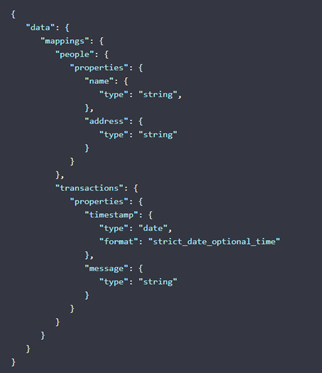 {
"data": {
"mappings": {
"people": {
"properties": {
"name": {
"type": "string",
},
"address": {
"type": "string"
}
}
},
"transactions": {
"properties": {
"timestamp": {
"type": "date",
"format": "strict_date_optional_time"
},
"message": {
"type": "string"
}
}
}
}
}
}